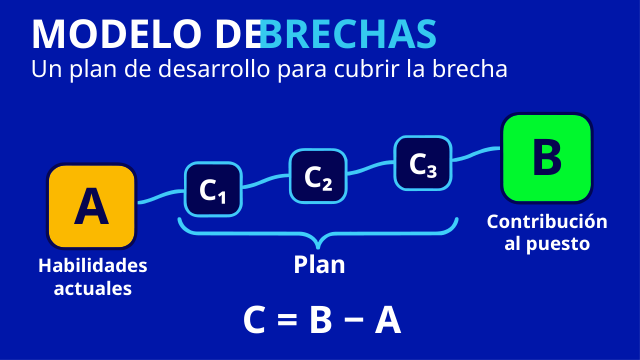 MODELO DE BRECHAS
Un plan de desarrollo para cubrir la brecha
A
C₁
C₂
C₃
B
Habilidades
actuales
Plan
Contribución
al puesto
C = B − A